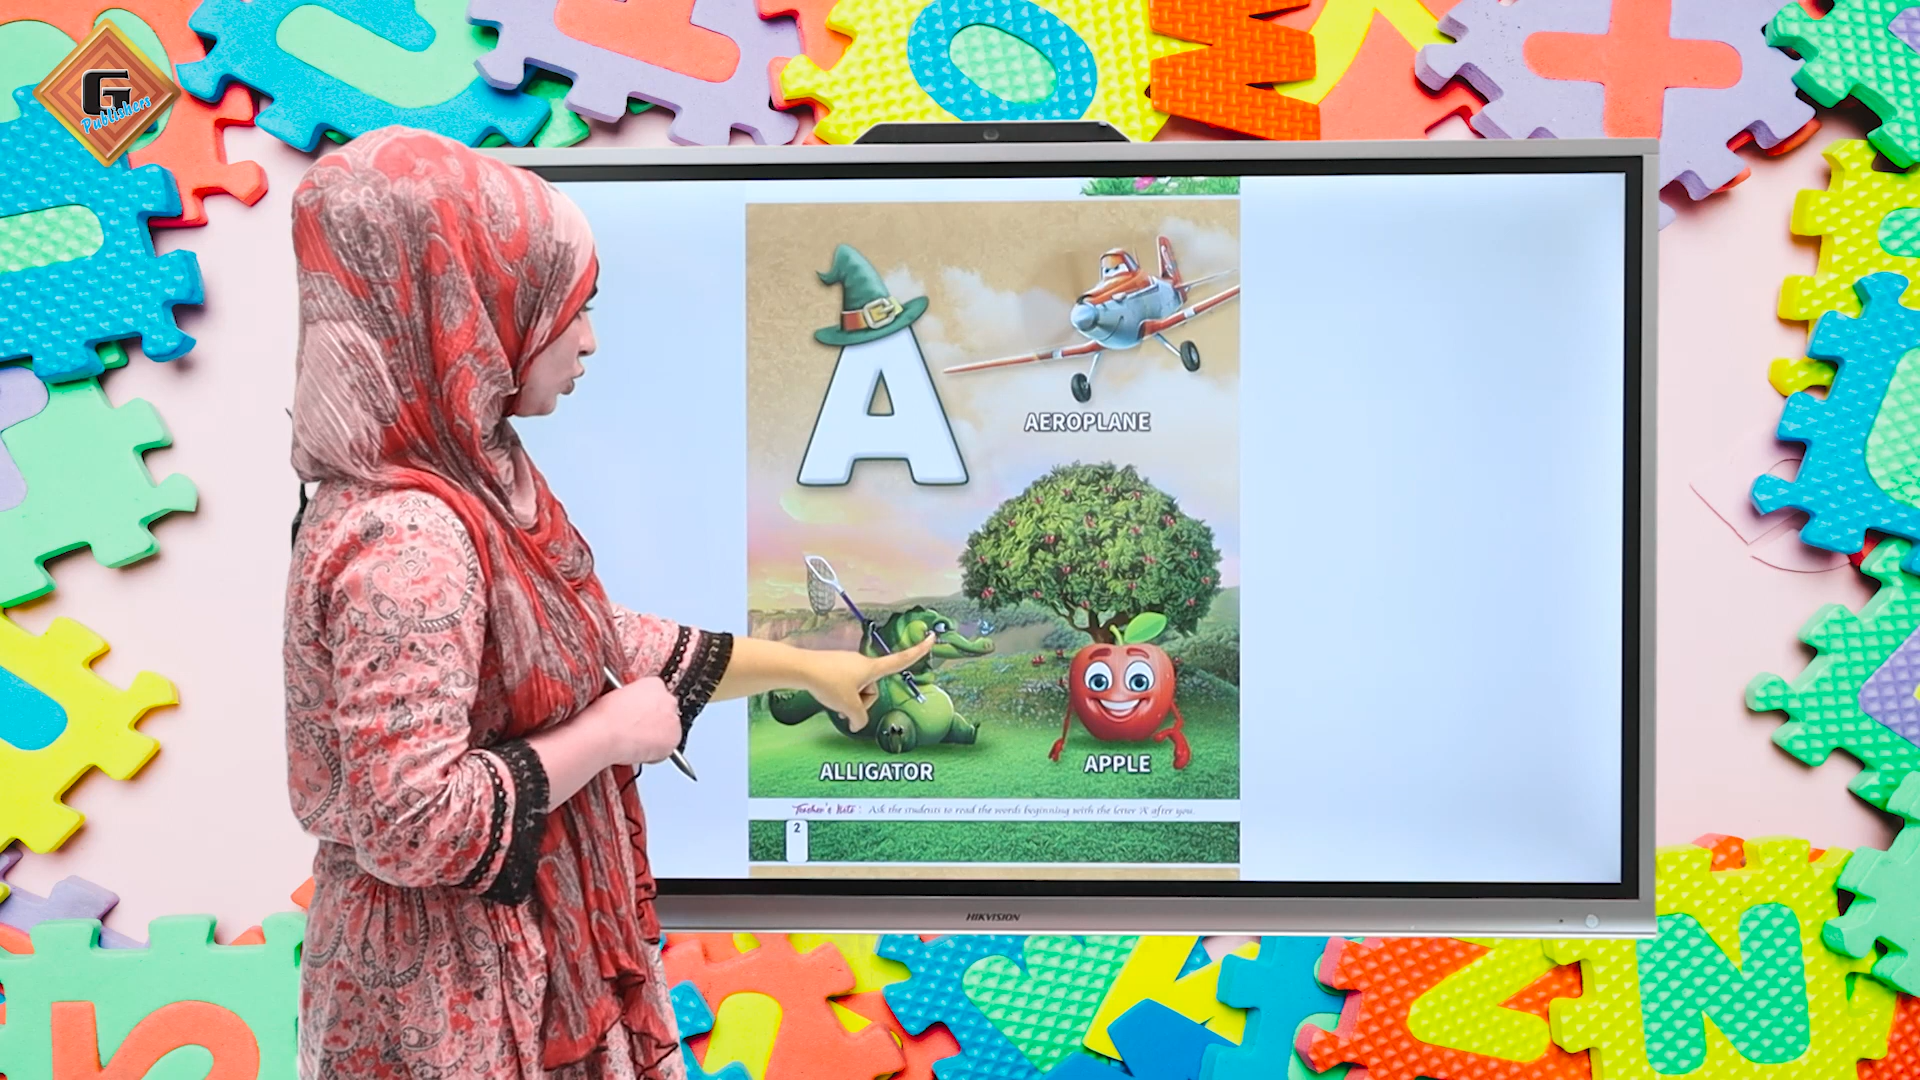 G
Publishers
A
AEROPLANE
ALLIGATOR
APPLE
Teacher's Note : Ask the students to read the words beginning with the letter 'A' after you.
2
HIKVISION